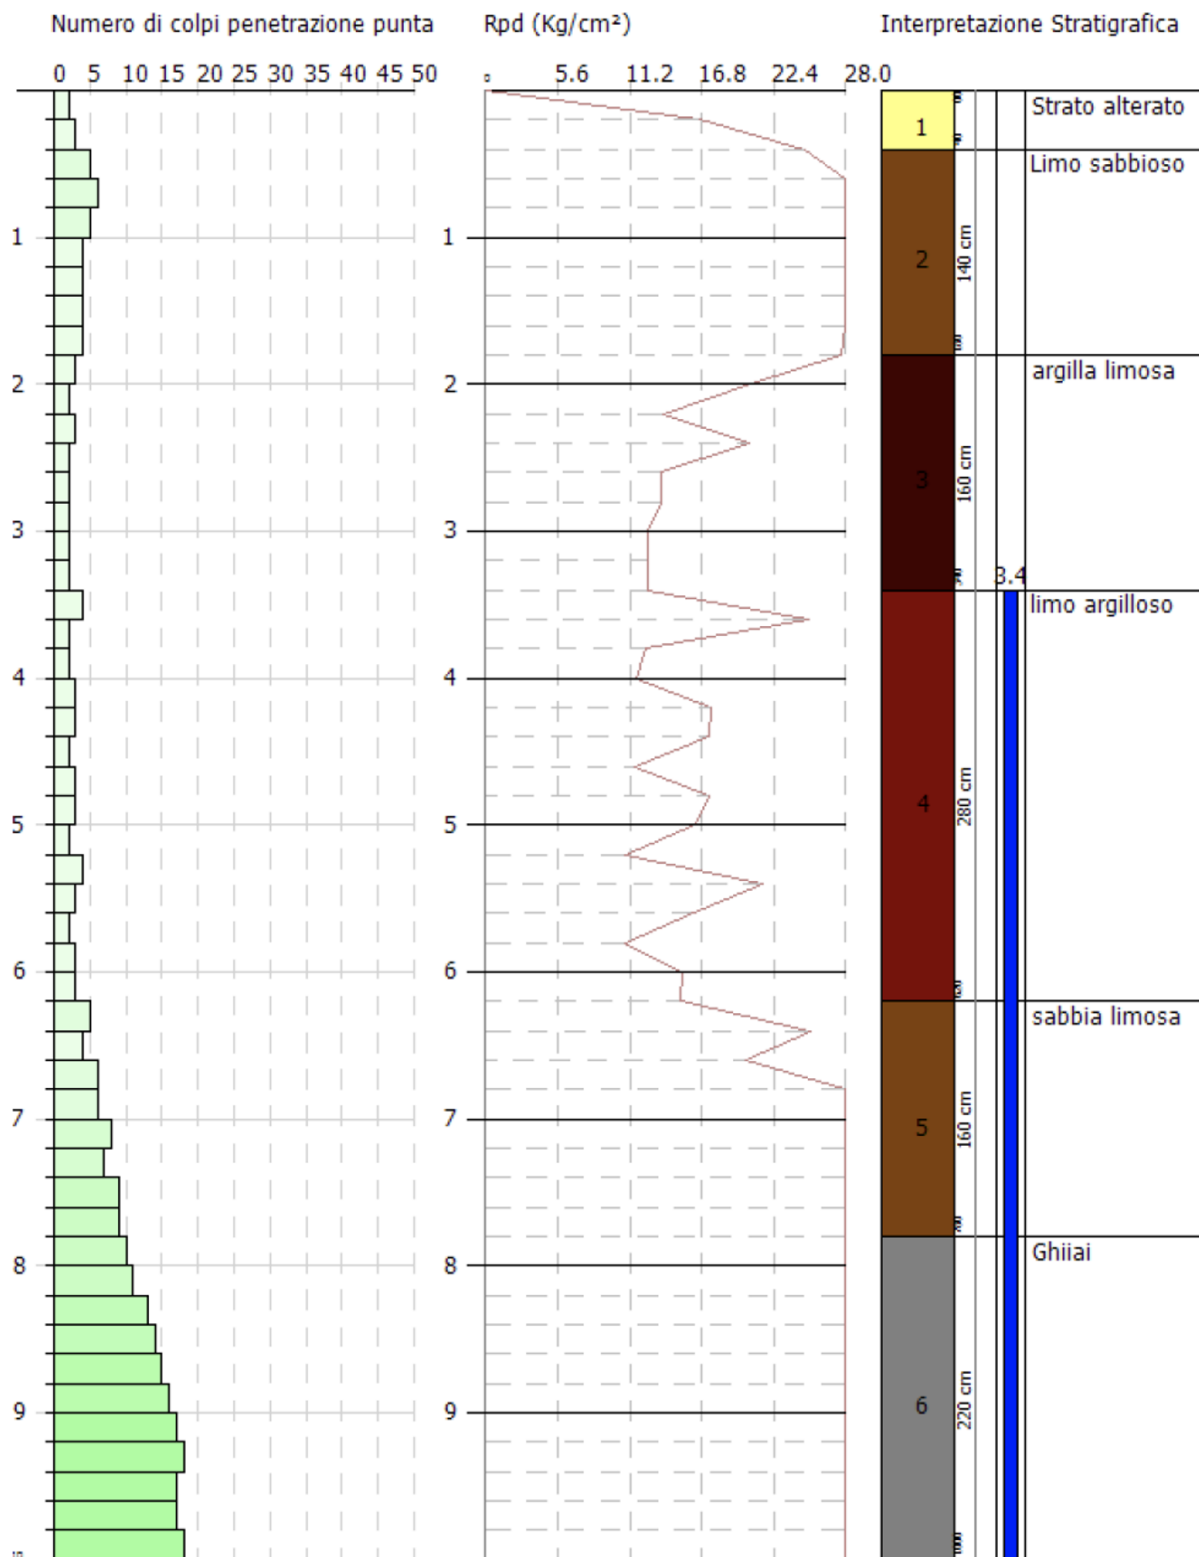 Numero di colpi penetrazione punta
Rpd (Kg/cm²)
Interpretazione Stratigrafica
0 5 10 15 20 25 30 35 40 45 50
0 5.6 11.2 16.8 22.4 28.0
1
Strato alterato
Limo sabbioso
1
1
2
140 cm
argilla limosa
2
2
3
160 cm
3
3
3.4
limo argilloso
4
4
4
280 cm
5
5
6
6
sabbia limosa
7
7
5
160 cm
Ghiiai
8
8
9
9
6
220 cm